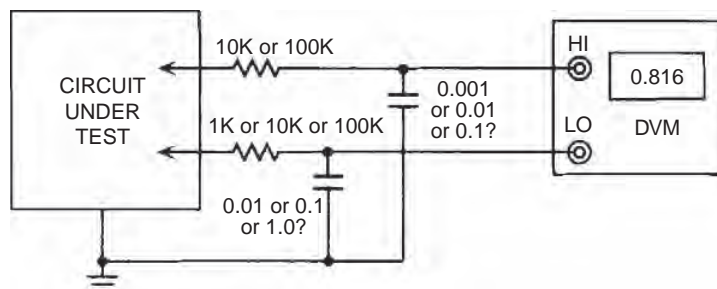 10K or 100K
HI
CIRCUIT
UNDER
TEST
0.816
0.001
or 0.01
or 0.1?
1K or 10K or 100K
LO
DVM
0.01 or 0.1
or 1.0?